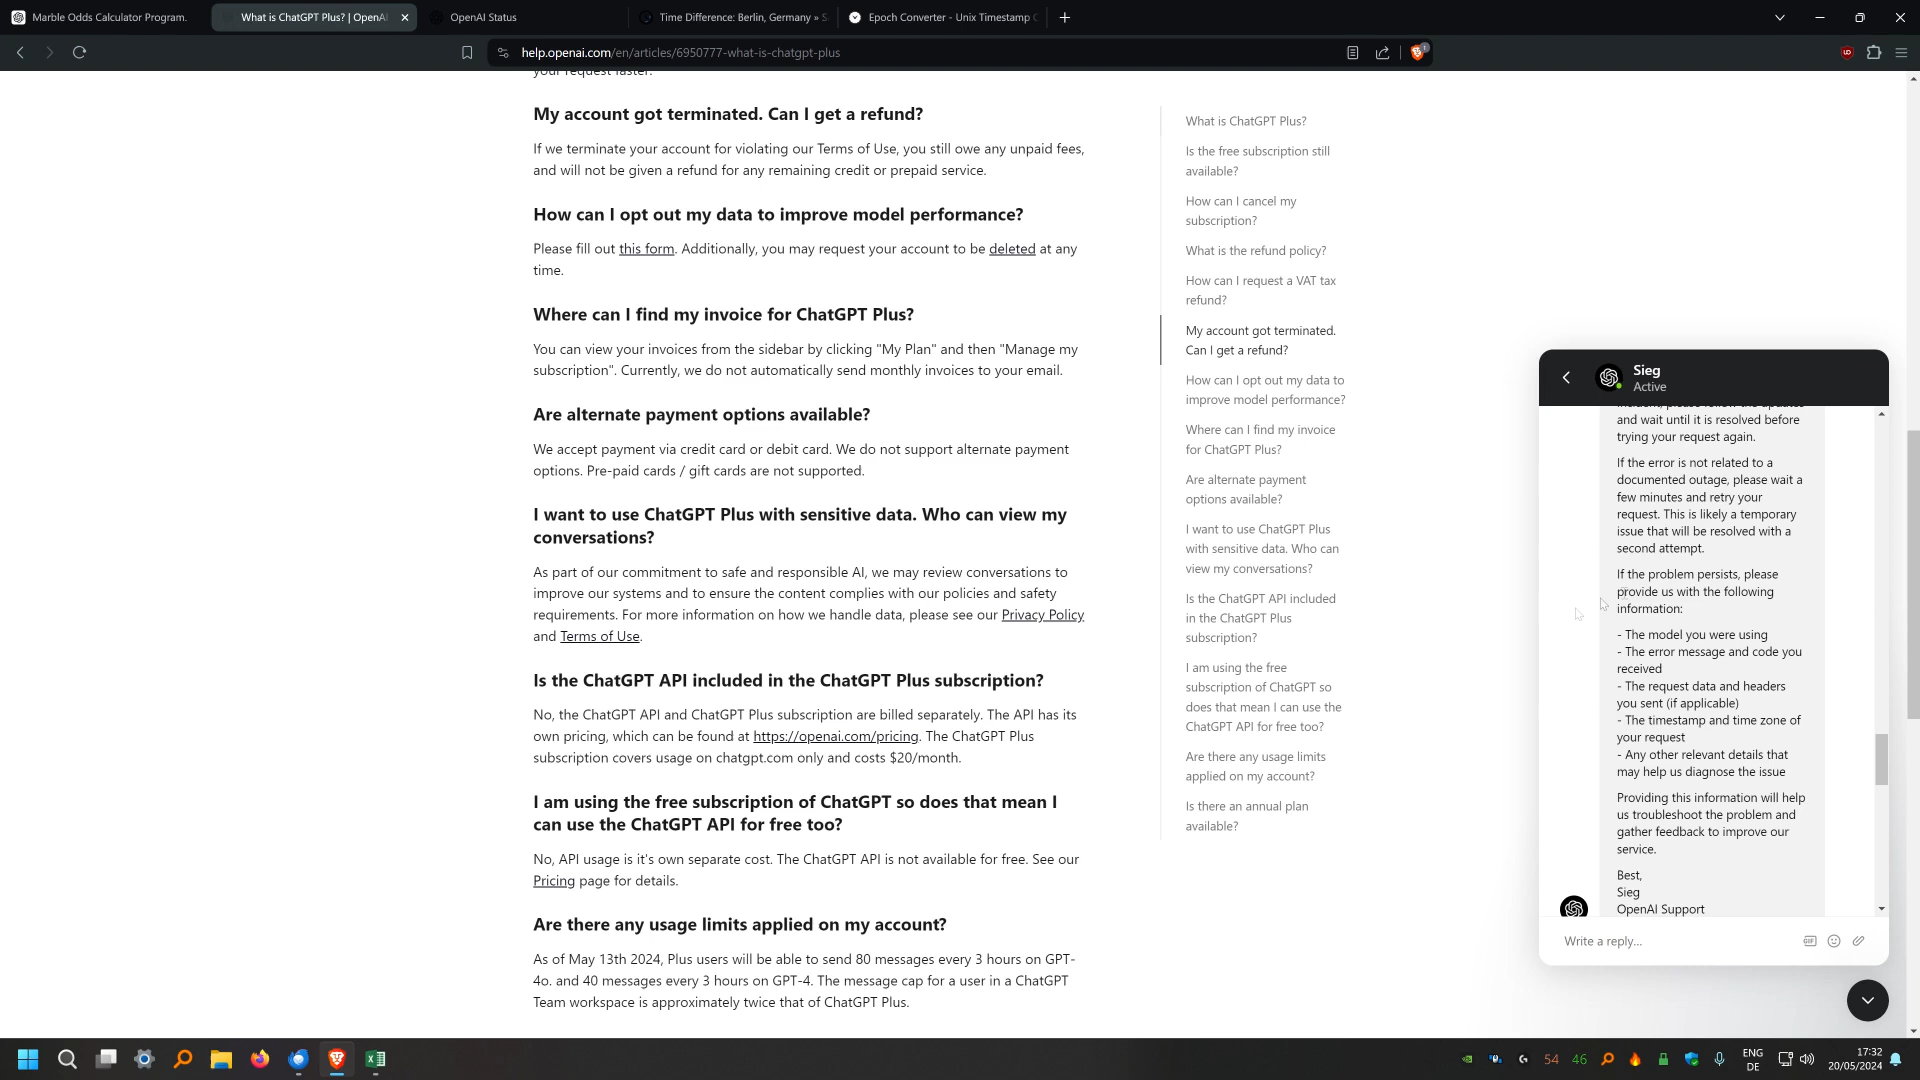 Marble Odds Calculator Program.
What is ChatGPT Plus? | OpenAI
OpenAI Status
Time Difference: Berlin, Germany »
Epoch Converter - Unix Timestamp
help.openai.com/en/articles/6950777-what-is-chatgpt-plus
your request faster.
My account got terminated. Can I get a refund?
If we terminate your account for violating our Terms of Use, you still owe any unpaid fees,
and will not be given a refund for any remaining credit or prepaid service.
How can I opt out my data to improve model performance?
Please fill out this form. Additionally, you may request your account to be deleted at any
time.
Where can I find my invoice for ChatGPT Plus?
You can view your invoices from the sidebar by clicking "My Plan" and then "Manage my
subscription". Currently, we do not automatically send monthly invoices to your email.
Are alternate payment options available?
We accept payment via credit card or debit card. We do not support alternate payment
options. Pre-paid cards / gift cards are not supported.
I want to use ChatGPT Plus with sensitive data. Who can view my
conversations?
As part of our commitment to safe and responsible AI, we may review conversations to
improve our systems and to ensure the content complies with our policies and safety
requirements. For more information on how we handle data, please see our Privacy Policy
and Terms of Use.
Is the ChatGPT API included in the ChatGPT Plus subscription?
No, the ChatGPT API and ChatGPT Plus subscription are billed separately. The API has its
own pricing, which can be found at https://openai.com/pricing. The ChatGPT Plus
subscription covers usage on chatgpt.com only and costs $20/month.
I am using the free subscription of ChatGPT so does that mean I
can use the ChatGPT API for free too?
No, API usage is it's own separate cost. The ChatGPT API is not available for free. See our
Pricing page for details.
Are there any usage limits applied on my account?
As of May 13th 2024, Plus users will be able to send 80 messages every 3 hours on GPT-
4o. and 40 messages every 3 hours on GPT-4. The message cap for a user in a ChatGPT
Team workspace is approximately twice that of ChatGPT Plus.
What is ChatGPT Plus?
Is the free subscription still
available?
How can I cancel my
subscription?
What is the refund policy?
How can I request a VAT tax
refund?
My account got terminated.
Can I get a refund?
How can I opt out my data to
improve model performance?
Where can I find my invoice
for ChatGPT Plus?
Are alternate payment
options available?
I want to use ChatGPT Plus
with sensitive data. Who can
view my conversations?
Is the ChatGPT API included
in the ChatGPT Plus
subscription?
I am using the free
subscription of ChatGPT so
does that mean I can use the
ChatGPT API for free too?
Are there any usage limits
applied on my account?
Is there an annual plan
available?
Sieg
Active
and wait until it is resolved before
trying your request again.
If the error is not related to a
documented outage, please wait a
few minutes and retry your
request. This is likely a temporary
issue that will be resolved with a
second attempt.
If the problem persists, please
provide us with the following
information:
- The model you were using
- The error message and code you
received
- The request data and headers
you sent (if applicable)
- The timestamp and time zone of
your request
- Any other relevant details that
may help us diagnose the issue
Providing this information will help
us troubleshoot the problem and
gather feedback to improve our
service.
Best,
Sieg
OpenAI Support
Write a reply...
GIF
54
46
ENG
DE
17:32
20/05/2024